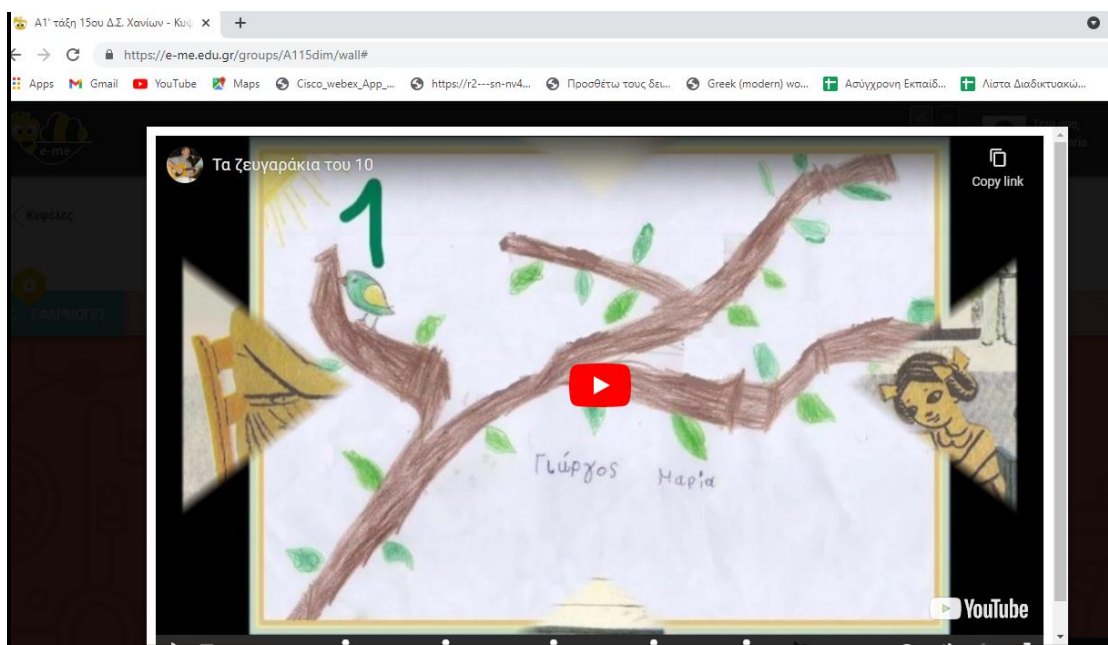 Α1' τάξη 15ου Δ.Σ. Χανίων - Κυψ
https://e-me.edu.gr/groups/A115dim/wall#
Apps Gmail YouTube Maps Cisco_webex_App_... https://r2---sn-nv4... Προσθέτω τους δει... Greek (modern) wo... Ασύγχρονη Εκπαίδ... Λίστα Διαδικτυακώ...
e-me
Τα ζευγαράκια του 10
Copy link
1
Κυψέλες
ΕΦΑΡΜΟΓΕΣ
Γιώργος Μαρία
YouTube